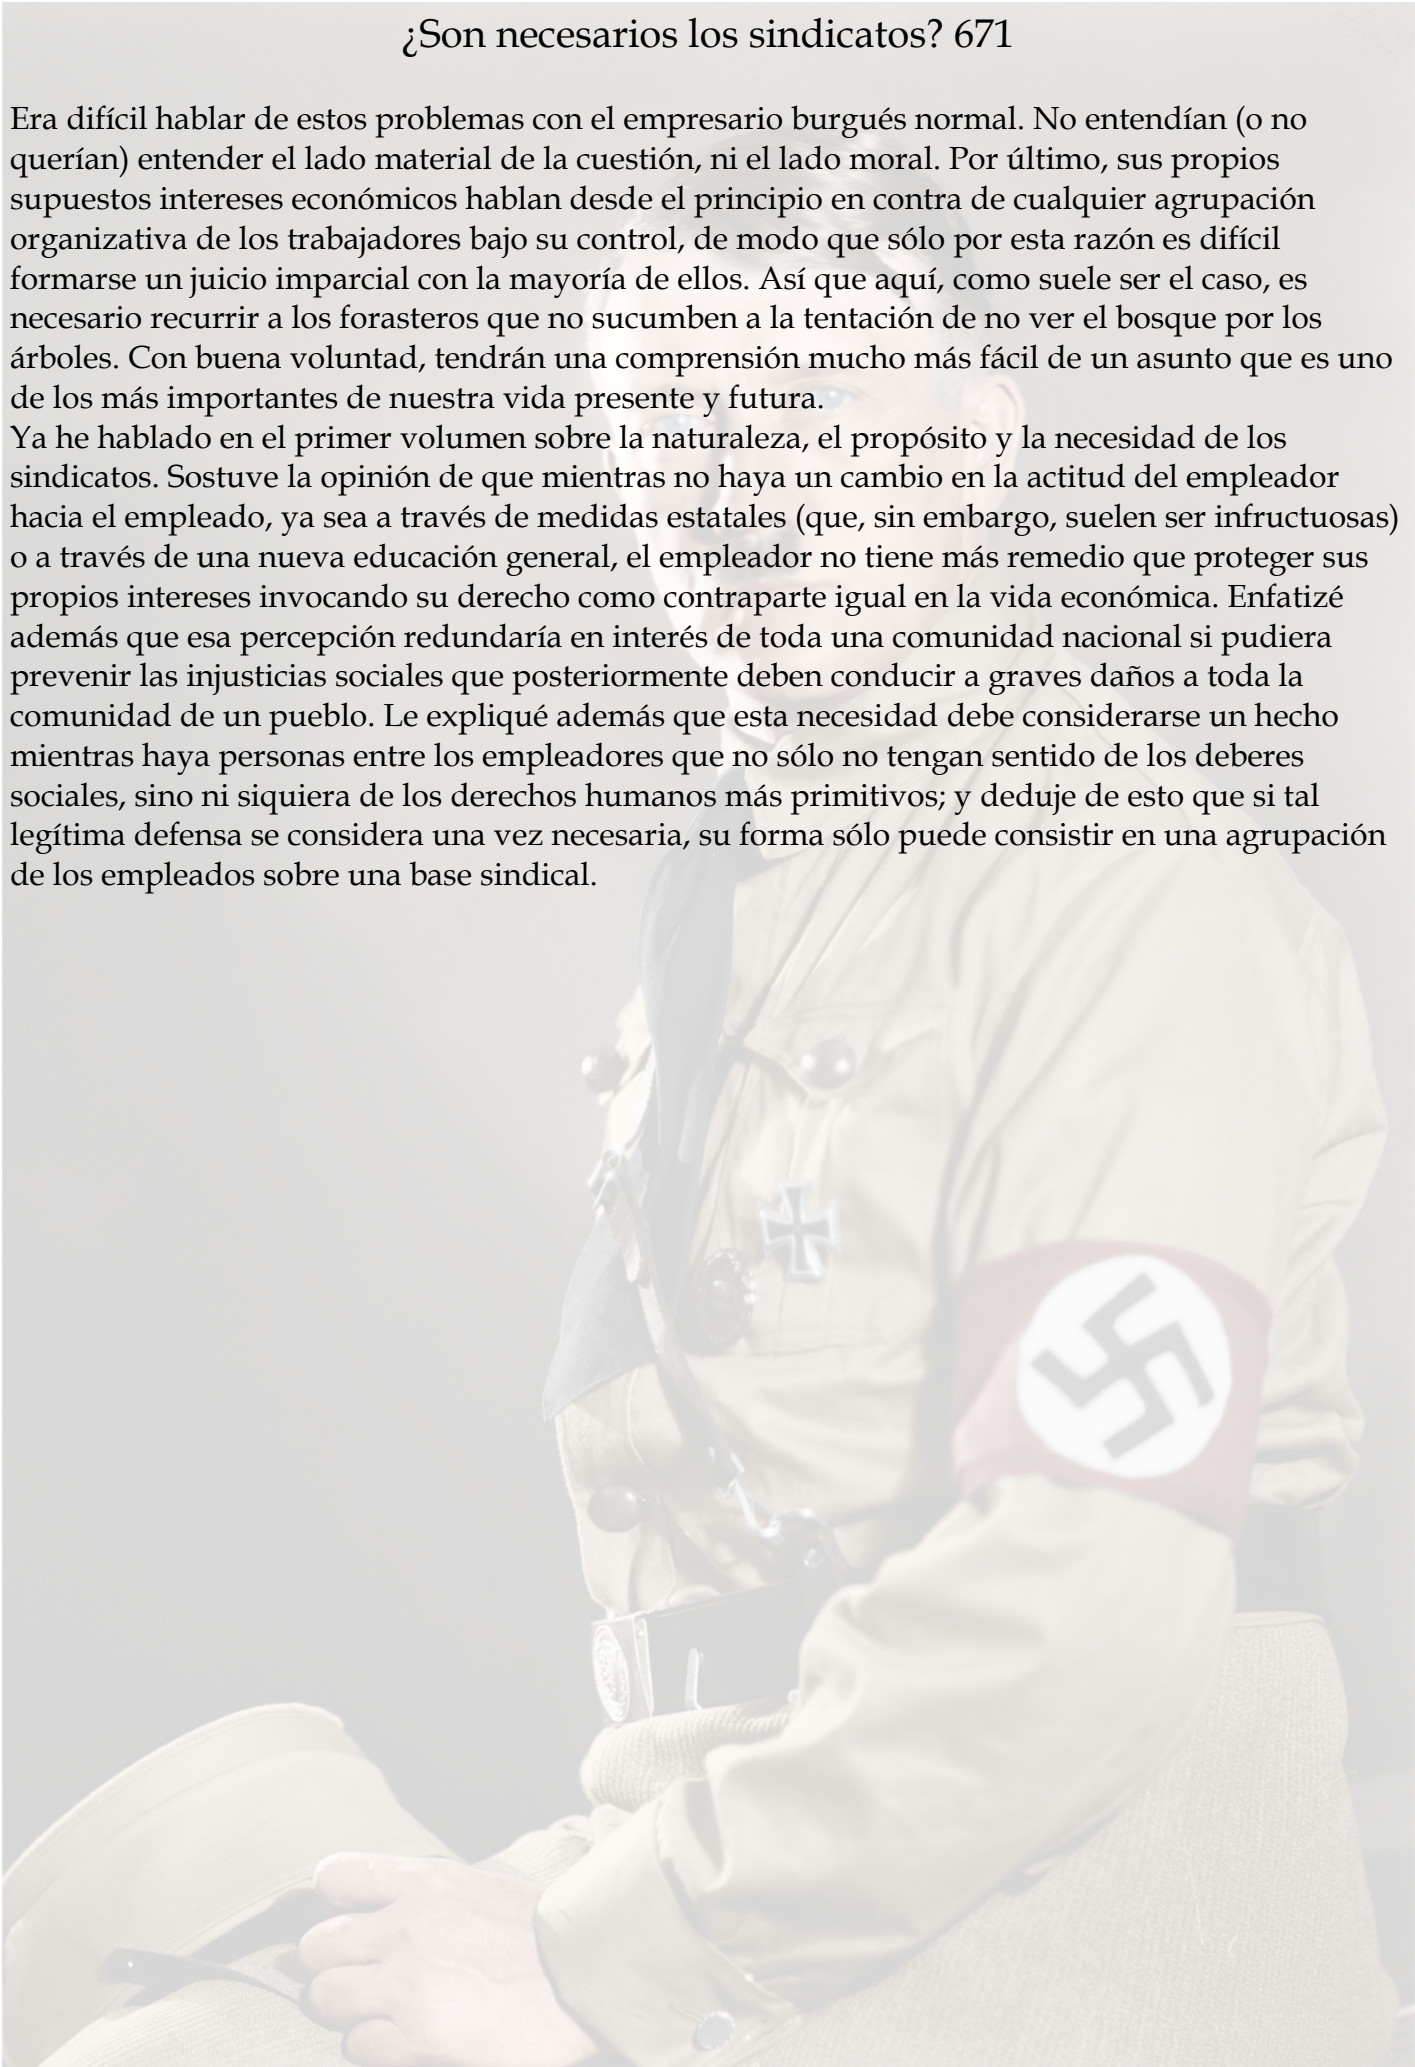 ¿Son necesarios los sindicatos? 671
Era difícil hablar de estos problemas con el empresario burgués normal. No entendían (o no
querían) entender el lado material de la cuestión, ni el lado moral. Por último, sus propios
supuestos intereses económicos hablan desde el principio en contra de cualquier agrupación
organizativa de los trabajadores bajo su control, de modo que sólo por esta razón es difícil
formarse un juicio imparcial con la mayoría de ellos. Así que aquí, como suele ser el caso, es
necesario recurrir a los forasteros que no sucumben a la tentación de no ver el bosque por los
árboles. Con buena voluntad, tendrán una comprensión mucho más fácil de un asunto que es uno
de los más importantes de nuestra vida presente y futura.
Ya he hablado en el primer volumen sobre la naturaleza, el propósito y la necesidad de los
sindicatos. Sostuve la opinión de que mientras no haya un cambio en la actitud del empleador
hacia el empleado, ya sea a través de medidas estatales (que, sin embargo, suelen ser infructuosas)
o a través de una nueva educación general, el empleador no tiene más remedio que proteger sus
propios intereses invocando su derecho como contraparte igual en la vida económica. Enfatizé
además que esa percepción redundaría en interés de toda una comunidad nacional si pudiera
prevenir las injusticias sociales que posteriormente deben conducir a graves daños a toda la
comunidad de un pueblo. Le expliqué además que esta necesidad debe considerarse un hecho
mientras haya personas entre los empleadores que no sólo no tengan sentido de los deberes
sociales, sino ni siquiera de los derechos humanos más primitivos; y deduje de esto que si tal
legítima defensa se considera una vez necesaria, su forma sólo puede consistir en una agrupación
de los empleados sobre una base sindical.